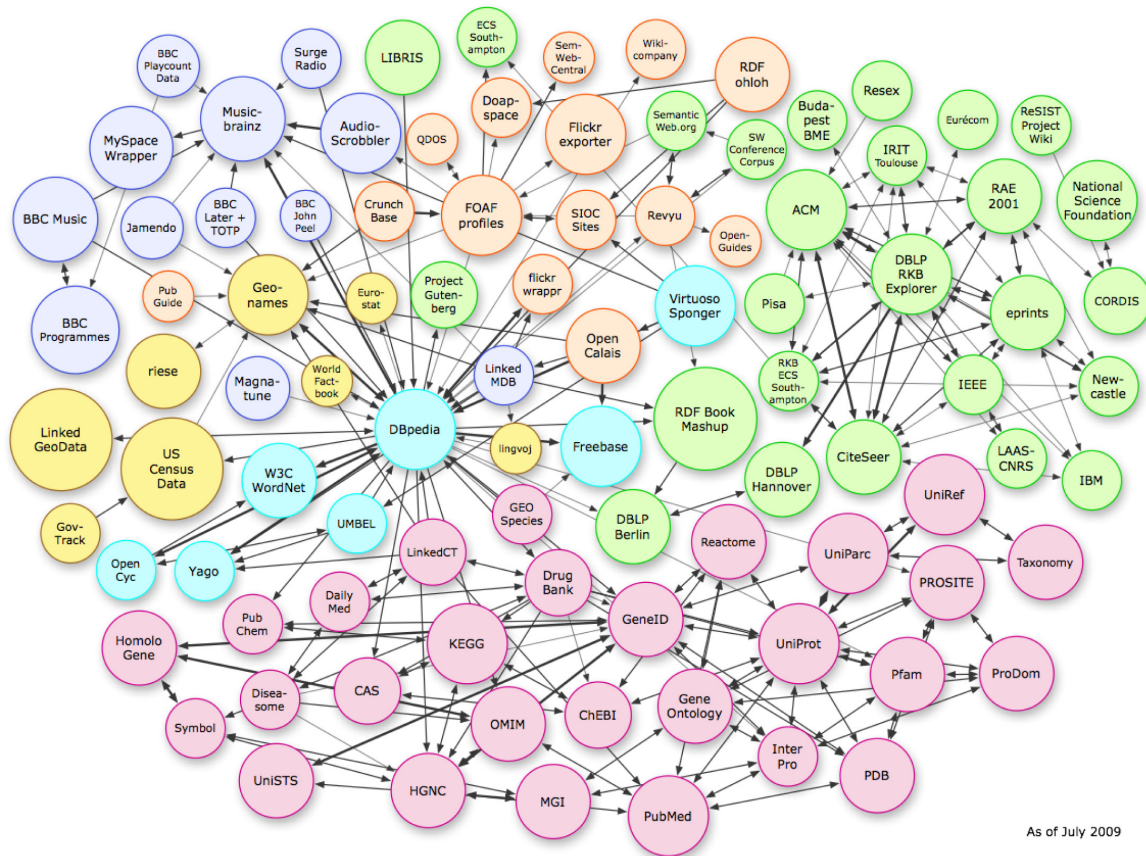 BBC
Playcount
Data
Surge
Radio
LIBRIS
ECS
South-
ampton
Sem-
Web-
Central
Wiki-
company
RDF
ohloh
Music-
brainz
Audio-
Scrobbler
Doap-
space
Flickr
exporter
Semantic
Web.org
Buda-
pest
BME
Resex
Eurécom
ReSIST
Project
Wiki
MySpace
Wrapper
QDOS
SW
Conference
Corpus
IRIT
Toulouse
RAE
2001
National
Science
Foundation
BBC Music
Jamendo
BBC
Later +
TOTP
BBC
John
Peel
Crunch
Base
FOAF
profiles
SIOC
Sites
Revyu
Open-
Guides
ACM
DBLP
RKB
Explorer
Pub
Guide
Geo-
names
Euro-
stat
Project
Guten-
berg
flickr
wrappr
Virtuoso
Sponger
Pisa
eprints
CORDIS
BBC
Programmes
riese
Magna-
tune
World
Fact-
book
Linked
MDB
Open
Calais
RKB
ECS
South-
ampton
IEEE
New-
castle
Linked
GeoData
US
Census
Data
W3C
WordNet
DBpedia
lingvoj
Freebase
RDF Book
Mashup
DBLP
Hannover
CiteSeer
LAAS-
CNRS
IBM
Gov-
Track
Open
Cyc
Yago
UMBEL
GEO
Species
DBLP
Berlin
UniRef
LinkedCT
Reactome
UniParc
Taxonomy
PROSITE
Pub
Chem
Daily
Med
Drug
Bank
Homolo
Gene
KEGG
GeneID
UniProt
Pfam
ProDom
Symbol
Disea-
some
CAS
OMIM
ChEBI
Gene
Ontology
Inter
Pro
PDB
UniSTS
HGNC
MGI
PubMed
As of July 2009